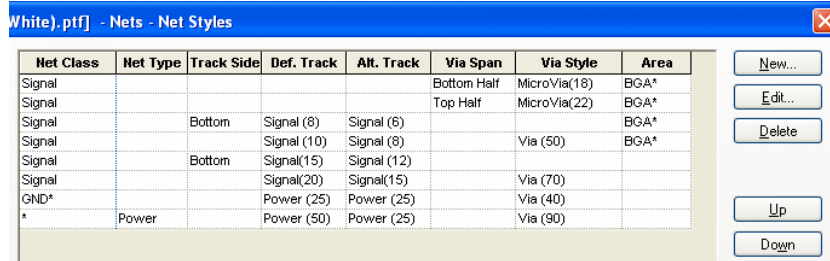 White).ptf] - Nets - Net Styles
Net Class Net Type Track Side Def. Track Alt. Track Via Span Via Style Area
Signal Bottom Half MicroVia(18) BGA*
Signal Top Half MicroVia(22) BGA*
Signal Bottom Signal (8) Signal (6) BGA*
Signal Signal (10) Signal (8) Via (50) BGA*
Signal Bottom Signal(15) Signal (12)
Signal Signal(20) Signal(15) Via (70)
GND* Power (25) Power (25) Via (40)
* Power Power (50) Power (25) Via (90)
New...
Edit...
Delete
Up
Down